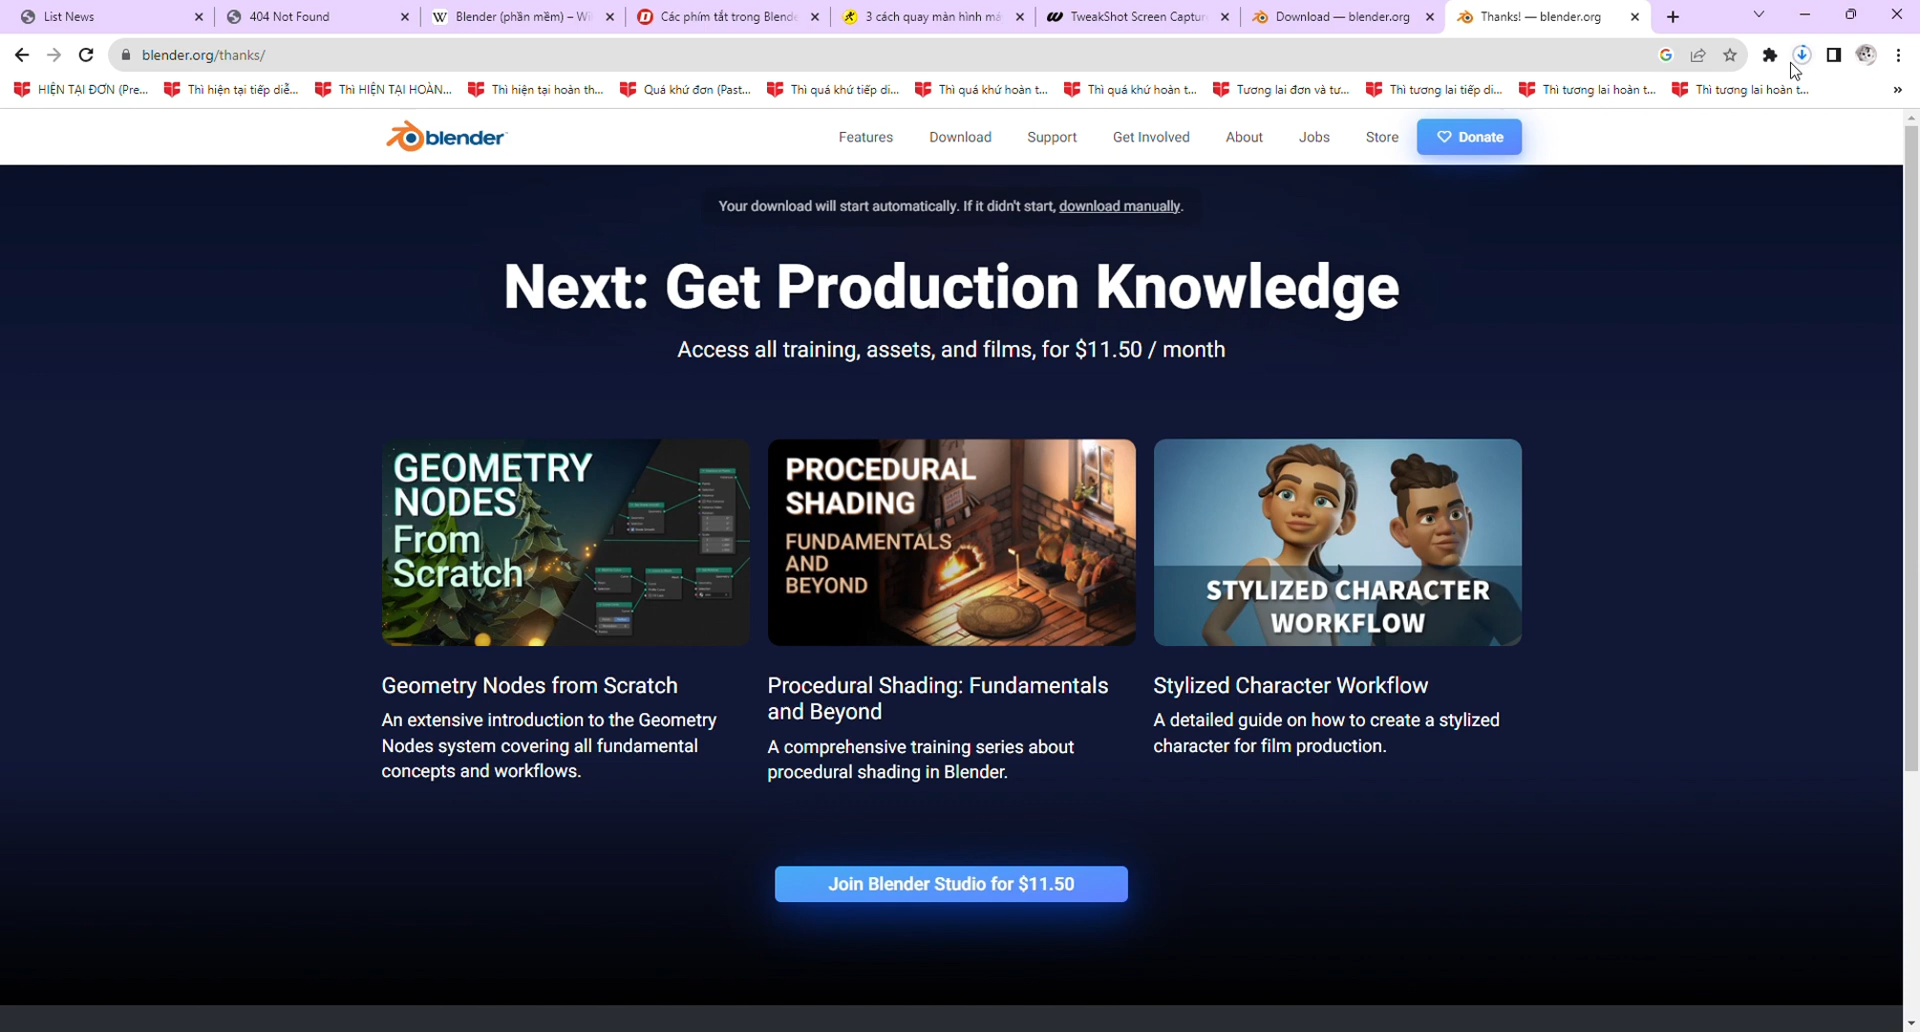 List News
404 Not Found
Blender (phần mềm) – Wi
Các phím tắt trong Blende
3 cách quay màn hình má
TweakShot Screen Captur
Download — blender.org
Thanks! — blender.org
blender.org/thanks/
HIỆN TẠI ĐƠN (Pre...
Thì hiện tại tiếp diễ...
Thì HIỆN TẠI HOÀN...
Thì hiện tại hoàn th...
Quá khứ đơn (Past...
Thì quá khứ tiếp di...
Thì quá khứ hoàn t...
Thì quá khứ hoàn t...
Tương lai đơn và tư...
Thì tương lai tiếp di...
Thì tương lai hoàn t...
Thì tương lai hoàn t...
blender
Features
Download
Support
Get Involved
About
Jobs
Store
Donate
Your download will start automatically. If it didn't start, download manually.
Next: Get Production Knowledge
Access all training, assets, and films, for $11.50 / month
GEOMETRY
NODES
From
Scratch
PROCEDURAL
SHADING
FUNDAMENTALS
AND
BEYOND
STYLIZED CHARACTER
WORKFLOW
Geometry Nodes from Scratch
An extensive introduction to the Geometry
Nodes system covering all fundamental
concepts and workflows.
Procedural Shading: Fundamentals
and Beyond
A comprehensive training series about
procedural shading in Blender.
Stylized Character Workflow
A detailed guide on how to create a stylized
character for film production.
Join Blender Studio for $11.50